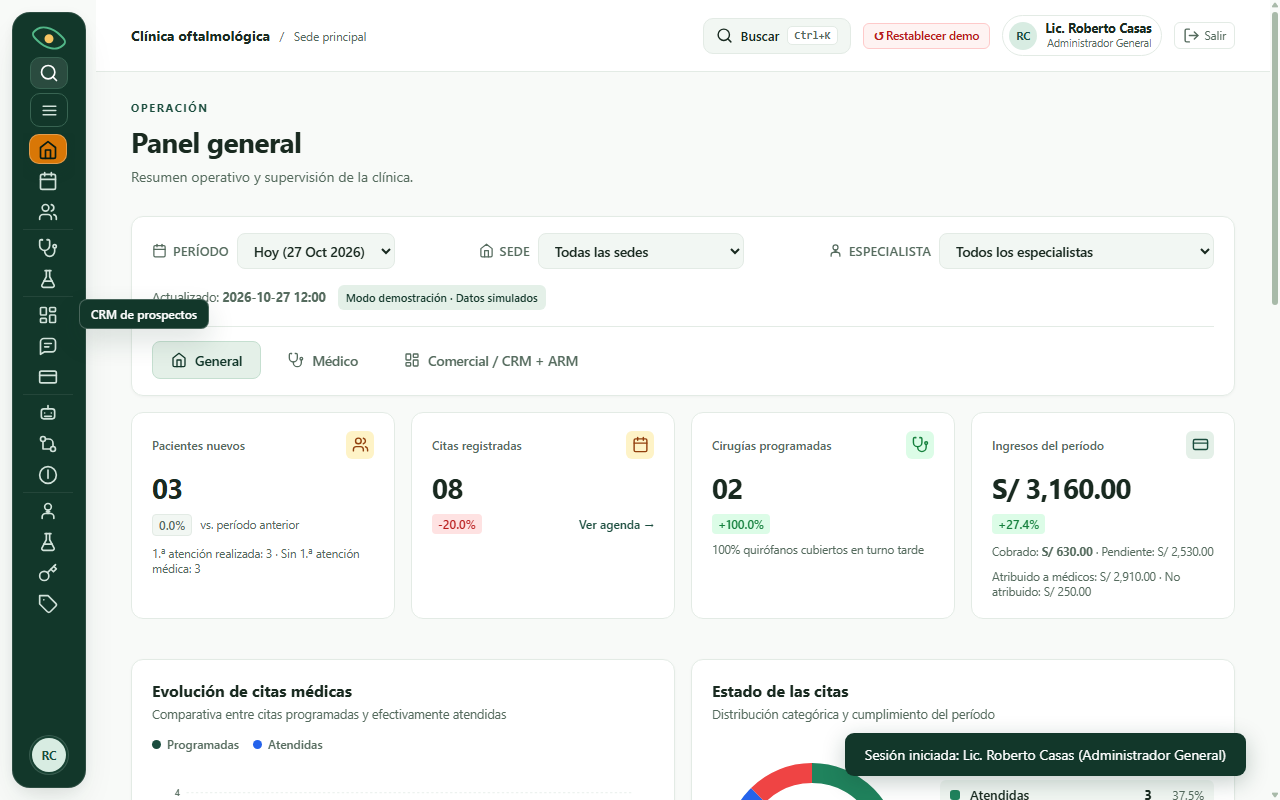 Clínica oftalmológica / Sede principal
Buscar Ctrl+K
↺ Restablecer demo
RC
Lic. Roberto Casas
Administrador General
Salir
OPERACIÓN
Panel general
Resumen operativo y supervisión de la clínica.
PERÍODO Hoy (27 Oct 2026)
SEDE Todas las sedes
ESPECIALISTA Todos los especialistas
Actualizado: 2026-10-27 12:00 Modo demostración · Datos simulados
CRM de prospectos
General
Médico
Comercial / CRM + ARM
Pacientes nuevos
03
0.0% vs. período anterior
1.ª atención realizada: 3 · Sin 1.ª atención
médica: 3
Citas registradas
08
-20.0% Ver agenda →
Cirugías programadas
02
+100.0%
100% quirófanos cubiertos en turno tarde
Ingresos del período
S/ 3,160.00
+27.4%
Cobrado: S/ 630.00 · Pendiente: S/ 2,530.00
Atribuido a médicos: S/ 2,910.00 · No
atribuido: S/ 250.00
Evolución de citas médicas
Comparativa entre citas programadas y efectivamente atendidas
Programadas Atendidas
4
Estado de las citas
Distribución categórica y cumplimiento del período
Sesión iniciada: Lic. Roberto Casas (Administrador General)
Atendidas 3 37.5%
RC